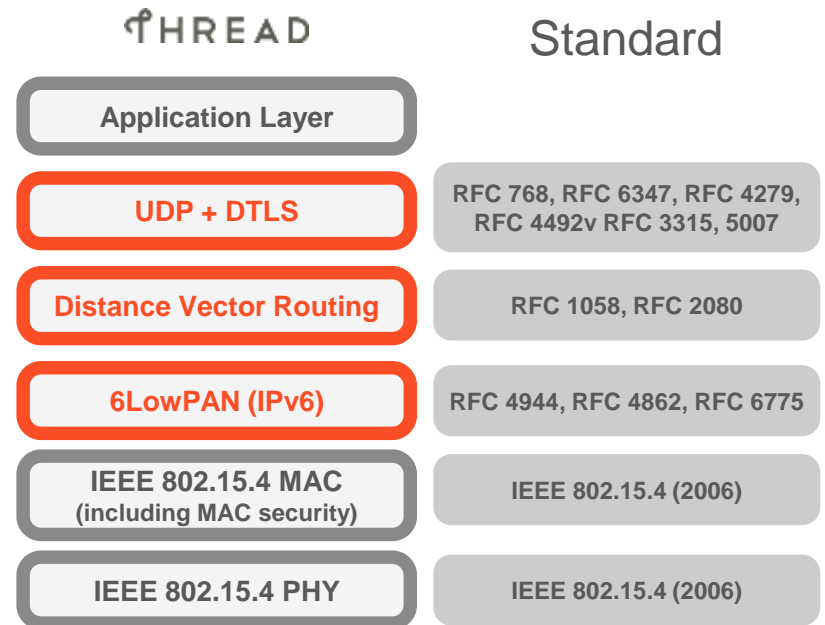 THREAD
Standard
Application Layer
UDP + DTLS
RFC 768, RFC 6347, RFC 4279,
RFC 4492v RFC 3315, 5007
Distance Vector Routing
RFC 1058, RFC 2080
6LowPAN (IPv6)
RFC 4944, RFC 4862, RFC 6775
IEEE 802.15.4 MAC
(including MAC security)
IEEE 802.15.4 (2006)
IEEE 802.15.4 PHY
IEEE 802.15.4 (2006)